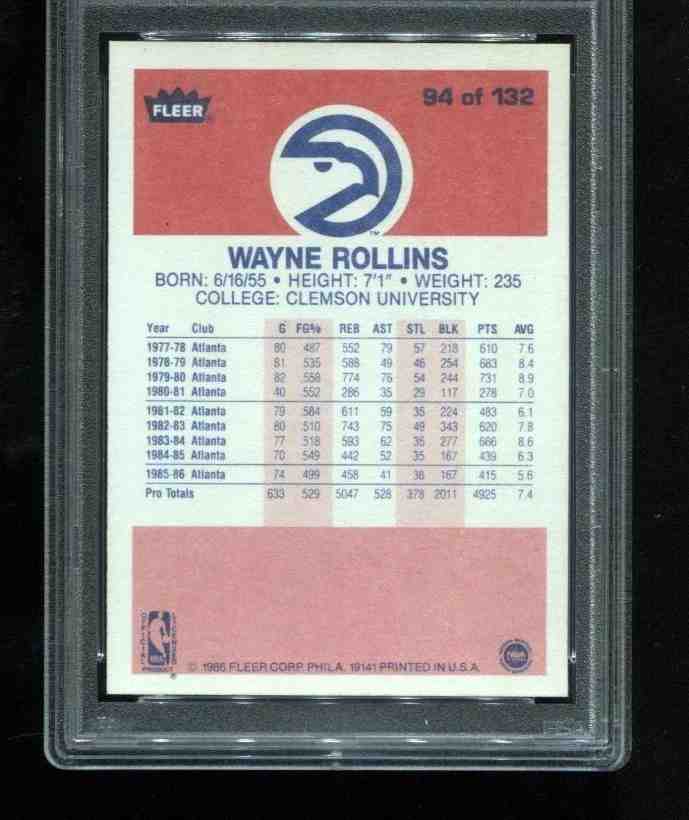 FLEER
94 of 132
TM
WAYNE ROLLINS
BORN: 6/16/55 • HEIGHT: 7'1" • WEIGHT: 235
COLLEGE: CLEMSON UNIVERSITY
Year Club G FG% REB AST STL BLK PTS AVG
1977-78 Atlanta 80 487 552 79 57 218 610 7.6
1978-79 Atlanta 81 535 588 49 46 254 683 8.4
1979-80 Atlanta 82 558 774 76 54 244 731 8.9
1980-81 Atlanta 40 552 286 35 29 117 278 7.0
1981-82 Atlanta 79 584 611 59 35 224 483 6.1
1982-83 Atlanta 80 510 743 75 49 343 620 7.8
1983-84 Atlanta 77 518 593 62 35 277 666 8.6
1984-85 Atlanta 70 549 442 52 35 167 439 6.3
1985-86 Atlanta 74 499 458 41 38 167 415 5.6
Pro Totals 633 529 5047 528 378 2011 4925 7.4
OFFICIAL LICENSED
NBA
PRODUCT
®
© 1986 FLEER CORP. PHILA. 19141 PRINTED IN U.S.A.